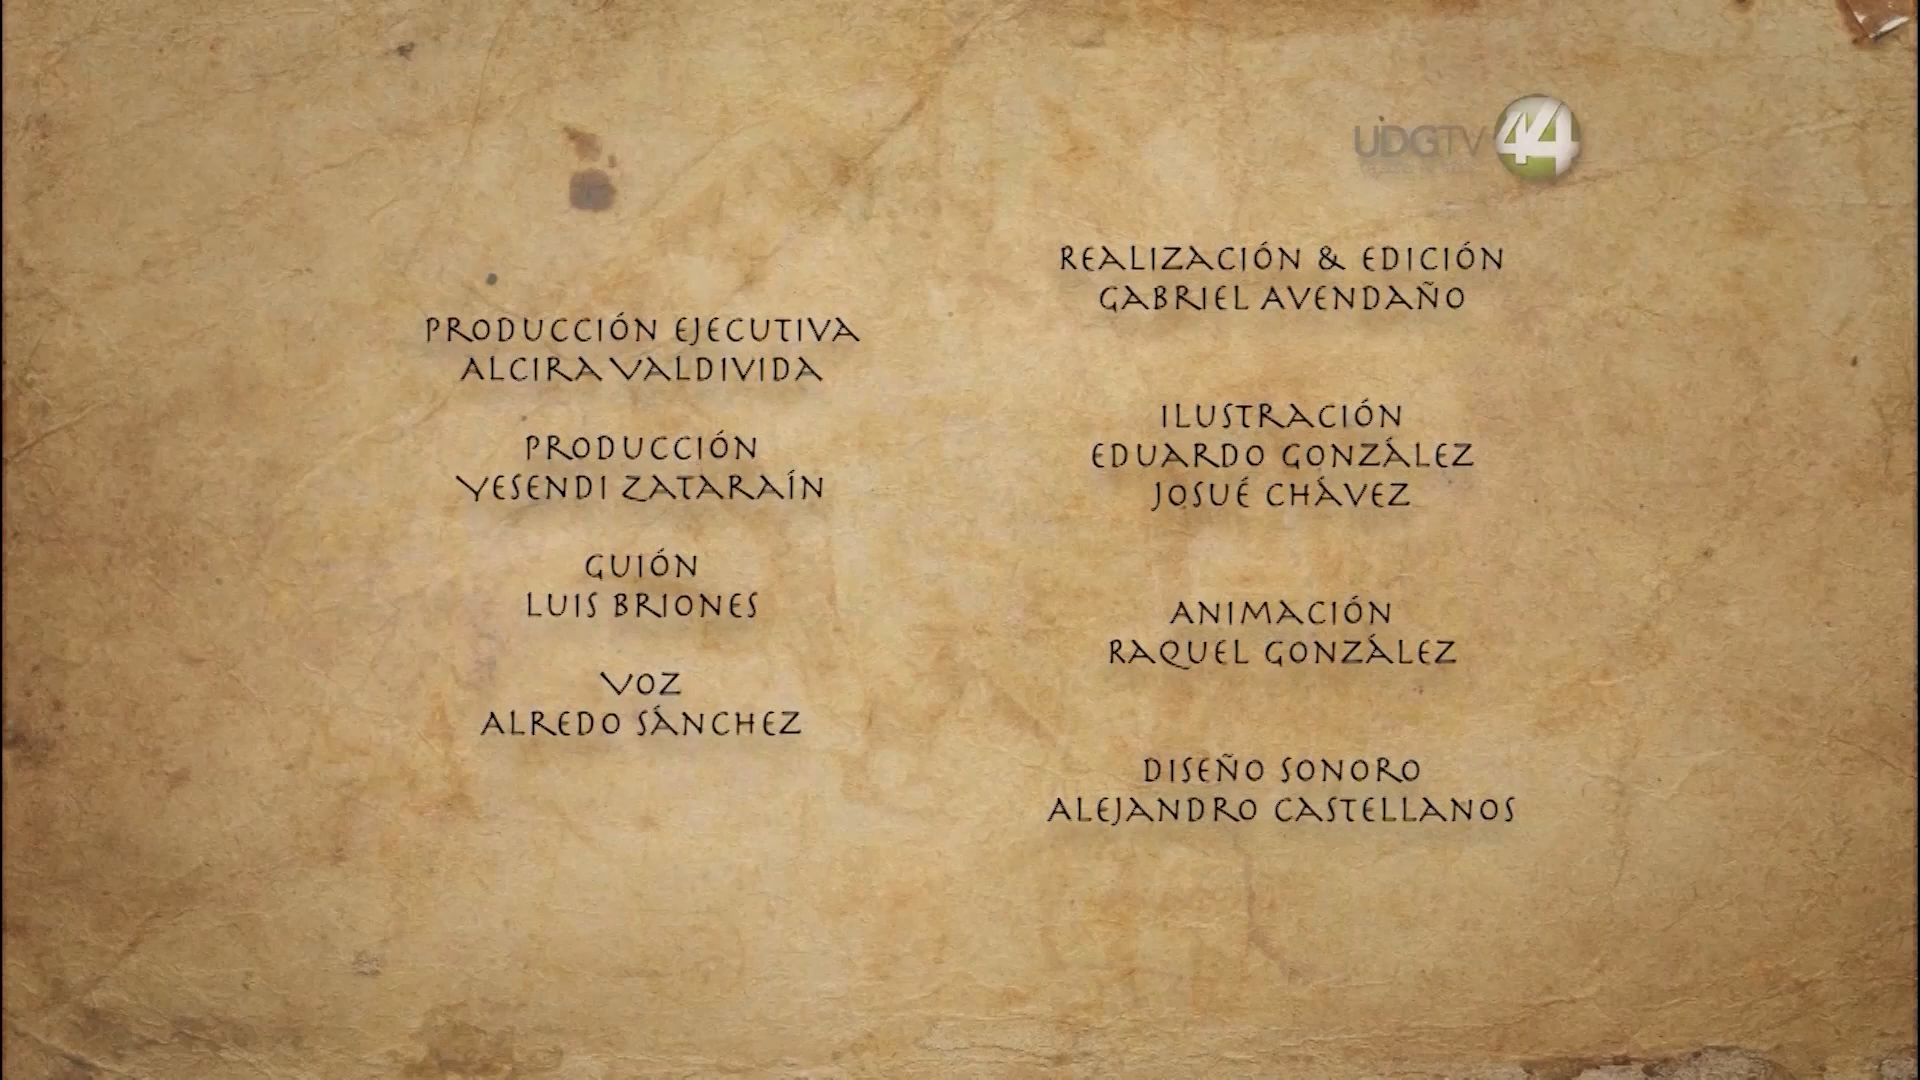 UDGTV 44
PRODUCCIÓN EJECUTIVA
ALCIRA VALDIVIDA
PRODUCCIÓN
YESENDI ZATARAÍN
GUIÓN
LUIS BRIONES
VOZ
ALREDO SÁNCHEZ
REALIZACIÓN & EDICIÓN
GABRIEL AVENDAÑO
ILUSTRACIÓN
EDUARDO GONZÁLEZ
JOSUÉ CHÁVEZ
ANIMACIÓN
RAQUEL GONZÁLEZ
DISEÑO SONORO
ALEJANDRO CASTELLANOS